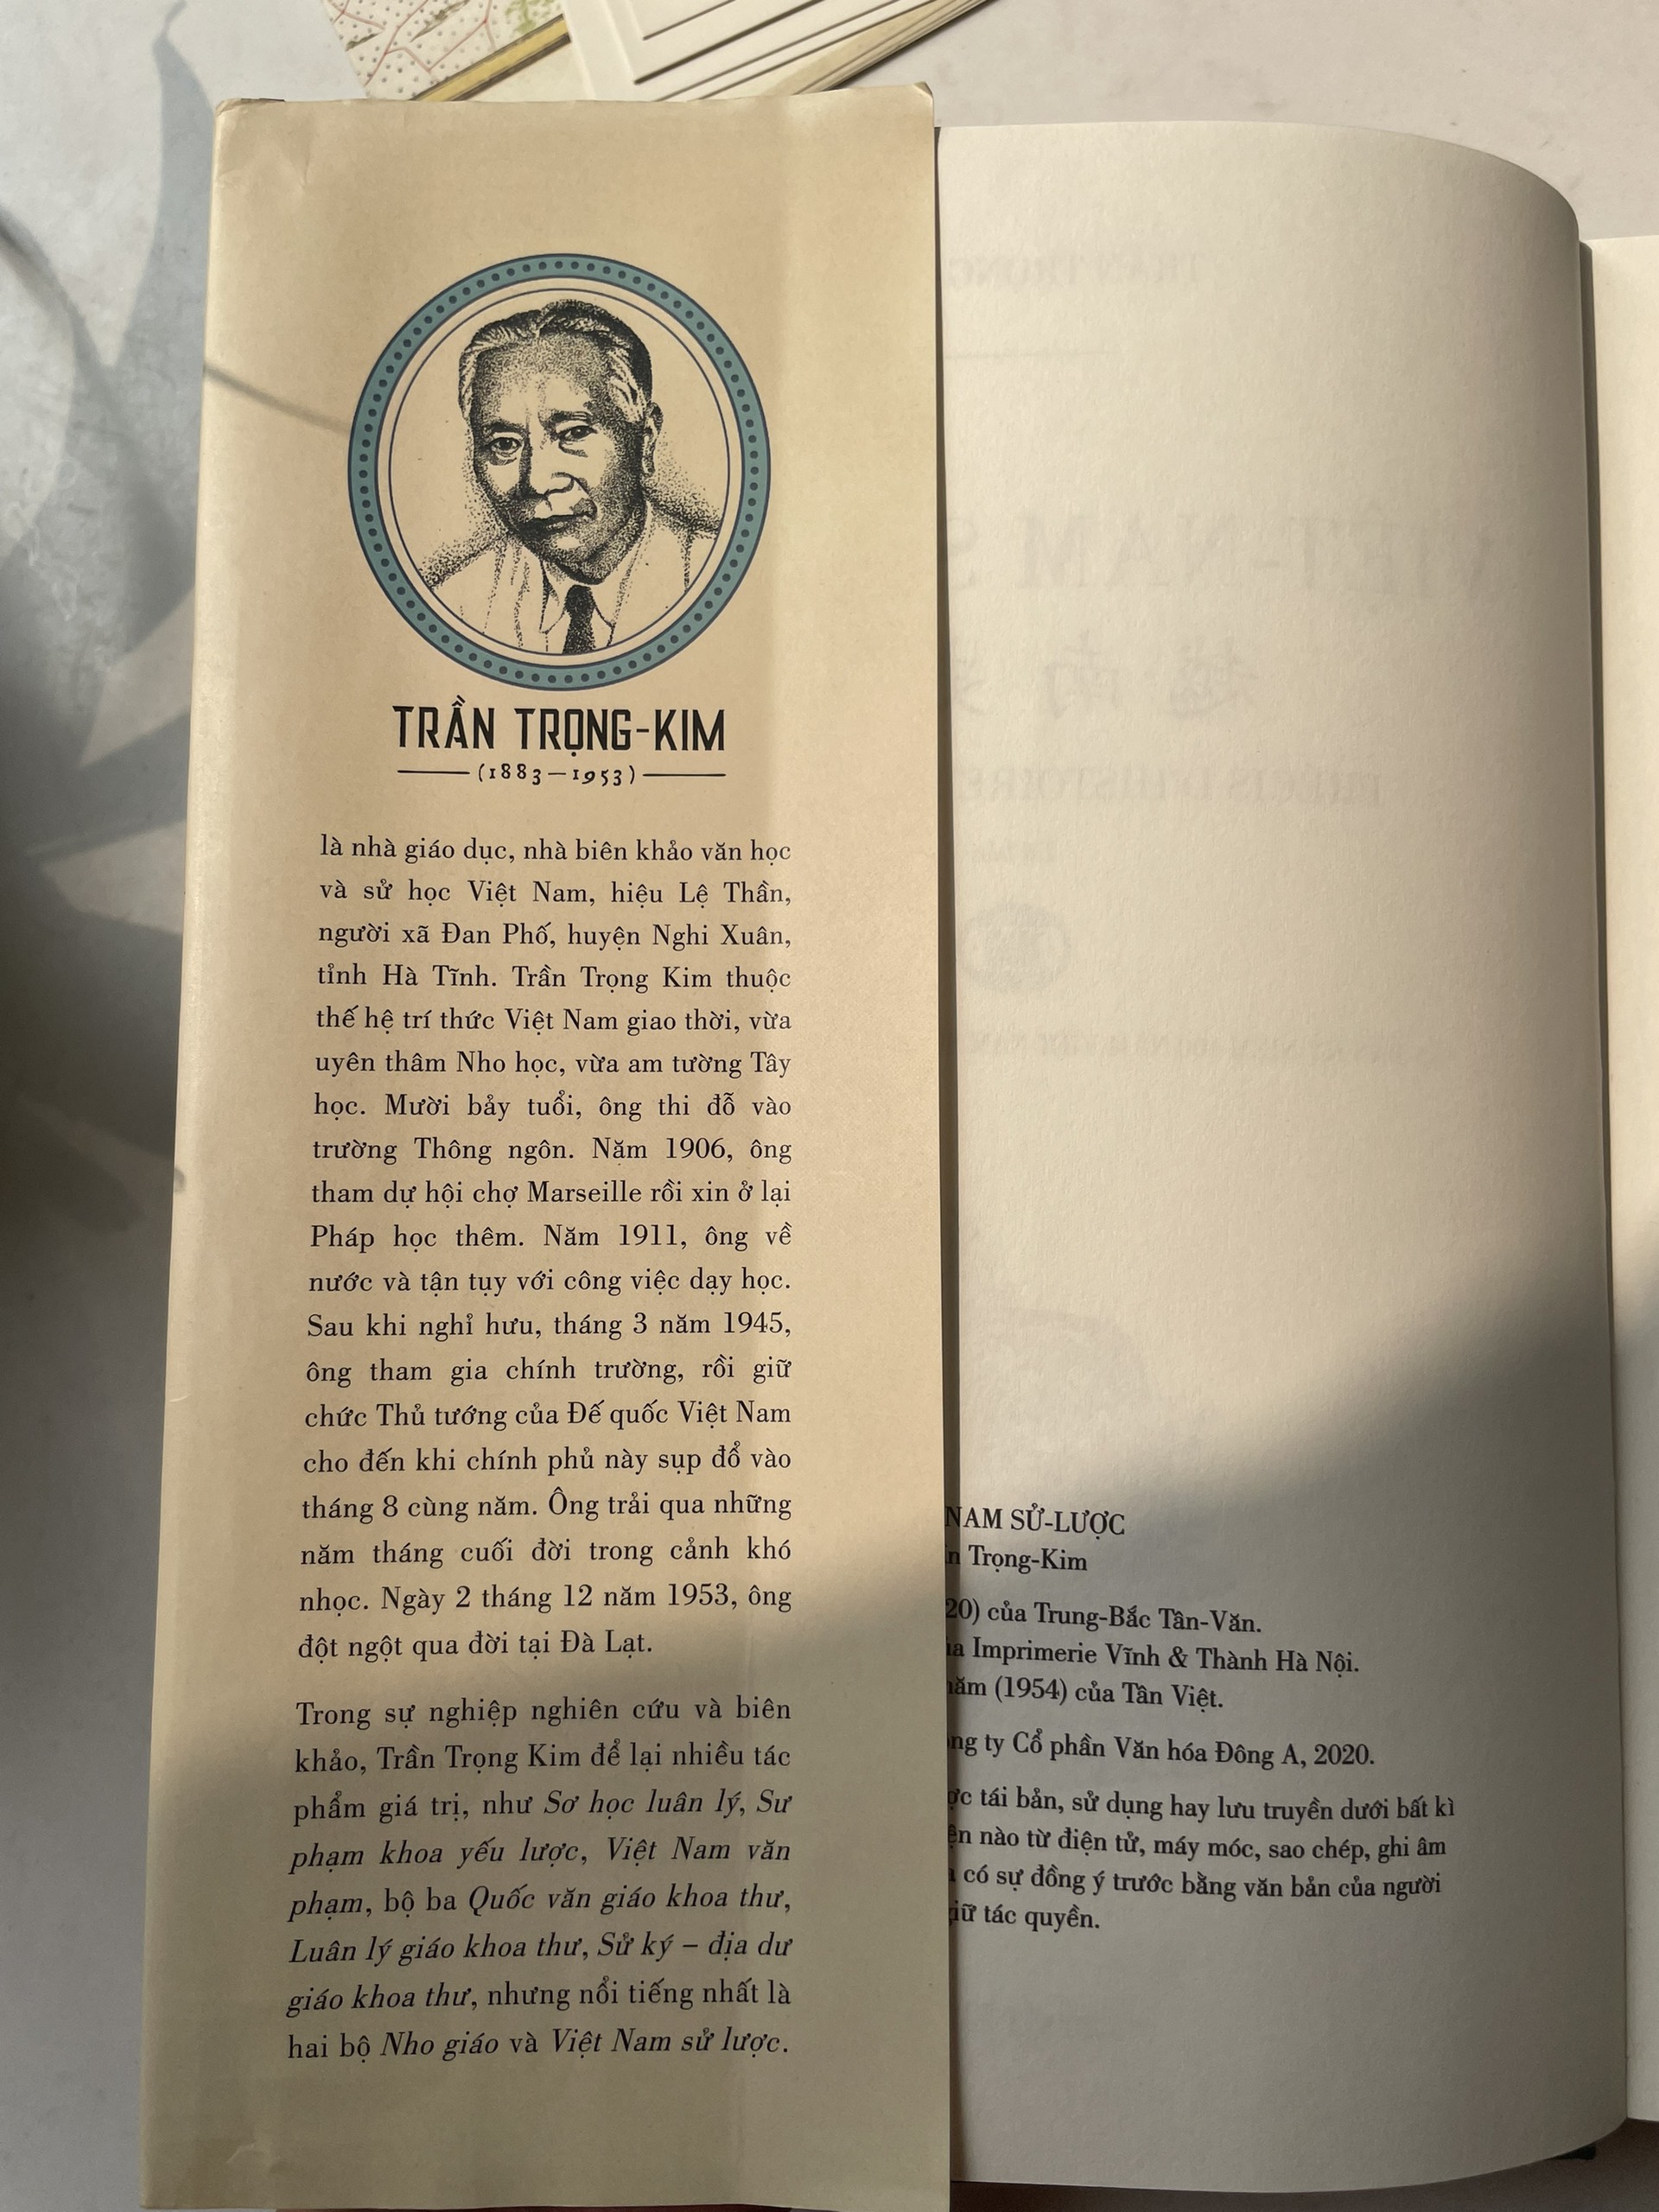 TRẦN TRỌNG-KIM
(1883—1953)
là nhà giáo dục, nhà biên khảo văn học
và sử học Việt Nam, hiệu Lệ Thần,
người xã Đan Phố, huyện Nghi Xuân,
tỉnh Hà Tĩnh. Trần Trọng Kim thuộc
thế hệ trí thức Việt Nam giao thời, vừa
uyên thâm Nho học, vừa am tường Tây
học. Mười bảy tuổi, ông thi đỗ vào
trường Thông ngôn. Năm 1906, ông
tham dự hội chợ Marseille rồi xin ở lại
Pháp học thêm. Năm 1911, ông về
nước và tận tụy với công việc dạy học.
Sau khi nghỉ hưu, tháng 3 năm 1945,
ông tham gia chính trường, rồi giữ
chức Thủ tướng của Đế quốc Việt Nam
cho đến khi chính phủ này sụp đổ vào
tháng 8 cùng năm. Ông trải qua những
năm tháng cuối đời trong cảnh khó
nhọc. Ngày 2 tháng 12 năm 1953, ông
đột ngột qua đời tại Đà Lạt.
Trong sự nghiệp nghiên cứu và biên
khảo, Trần Trọng Kim để lại nhiều tác
phẩm giá trị, như Sơ học luân lý, Sư
phạm khoa yếu lược, Việt Nam văn
phạm, bộ ba Quốc văn giáo khoa thư,
Luân lý giáo khoa thư, Sử ký – địa dư
giáo khoa thư, nhưng nổi tiếng nhất là
hai bộ Nho giáo và Việt Nam sử lược.
NAM SỬ-LƯỢC
n Trọng-Kim
20) của Trung-Bắc Tân-Văn.
Imprimerie Vĩnh & Thành Hà Nội.
năm (1954) của Tân Việt.
ng ty Cổ phần Văn hóa Đông A, 2020.
tái bản, sử dụng hay lưu truyền dưới bất kì
nào từ điện tử, máy móc, sao chép, ghi âm
có sự đồng ý trước bằng văn bản của người
tác quyền.